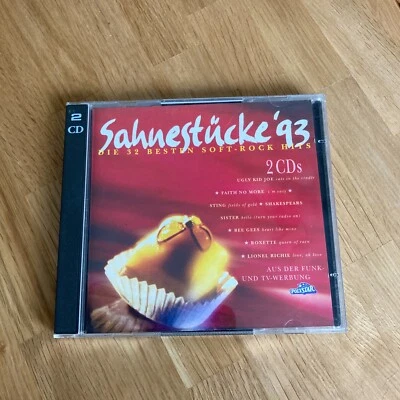 2
CD
Sahnestücke '93
DIE 32 BESTEN SOFT-ROCK HITS
2 CDs
UGLY KID JOE cats in the cradle
★ FAITH NO MORE i'm easy ★
STING fields of gold ★ SHAKESPEARS
SISTER hello (turn your radio on)
★ BEE GEES heart like mine
★ ROXETTE queen of rain
★ LIONEL RICHIE love, oh love
AUS DER FUNK-
UND TV-WERBUNG
POLYSTAR